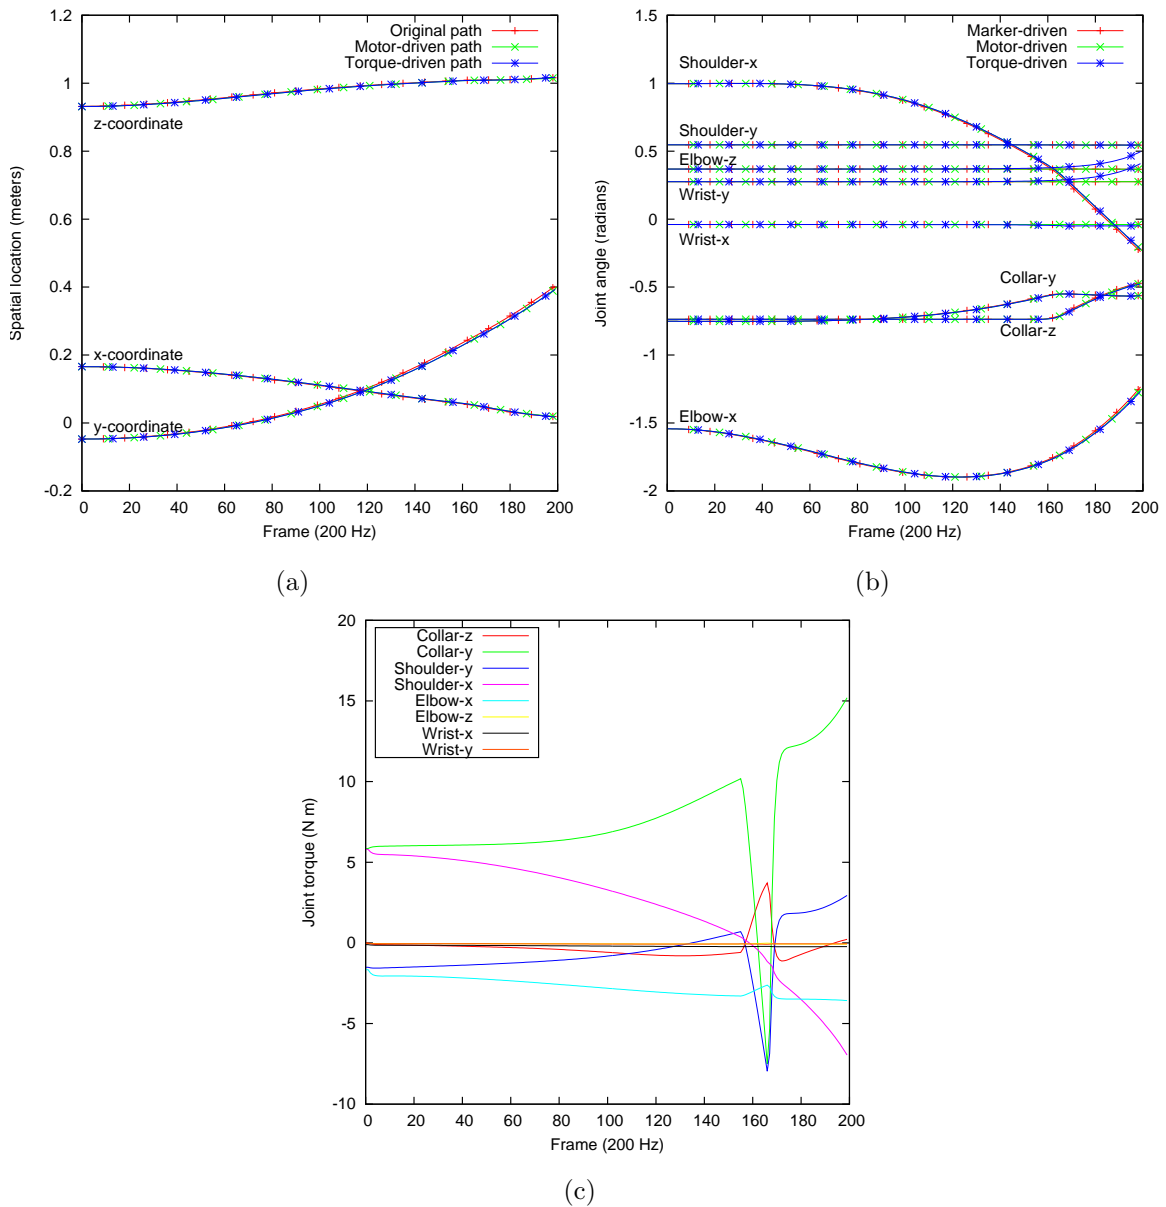 1.2
1
0.8
0.6
0.4
0.2
0
-0.2
0 20 40 60 80 100 120 140 160 180 200
Spatial location (meters)
Frame (200 Hz)
Original path
Motor-driven path
Torque-driven path
z-coordinate
x-coordinate
y-coordinate
(a)
1.5
1
0.5
0
-0.5
-1
-1.5
-2
0 20 40 60 80 100 120 140 160 180 200
Joint angle (radians)
Frame (200 Hz)
Marker-driven
Motor-driven
Torque-driven
Shoulder-x
Shoulder-y
Elbow-z
Wrist-y
Wrist-x
Collar-y
Collar-z
Elbow-x
(b)
20
15
10
5
0
-5
-10
0 20 40 60 80 100 120 140 160 180 200
Joint torque (N m)
Frame (200 Hz)
Collar-z
Collar-y
Shoulder-y
Shoulder-x
Elbow-x
Elbow-z
Wrist-x
Wrist-y
(c)